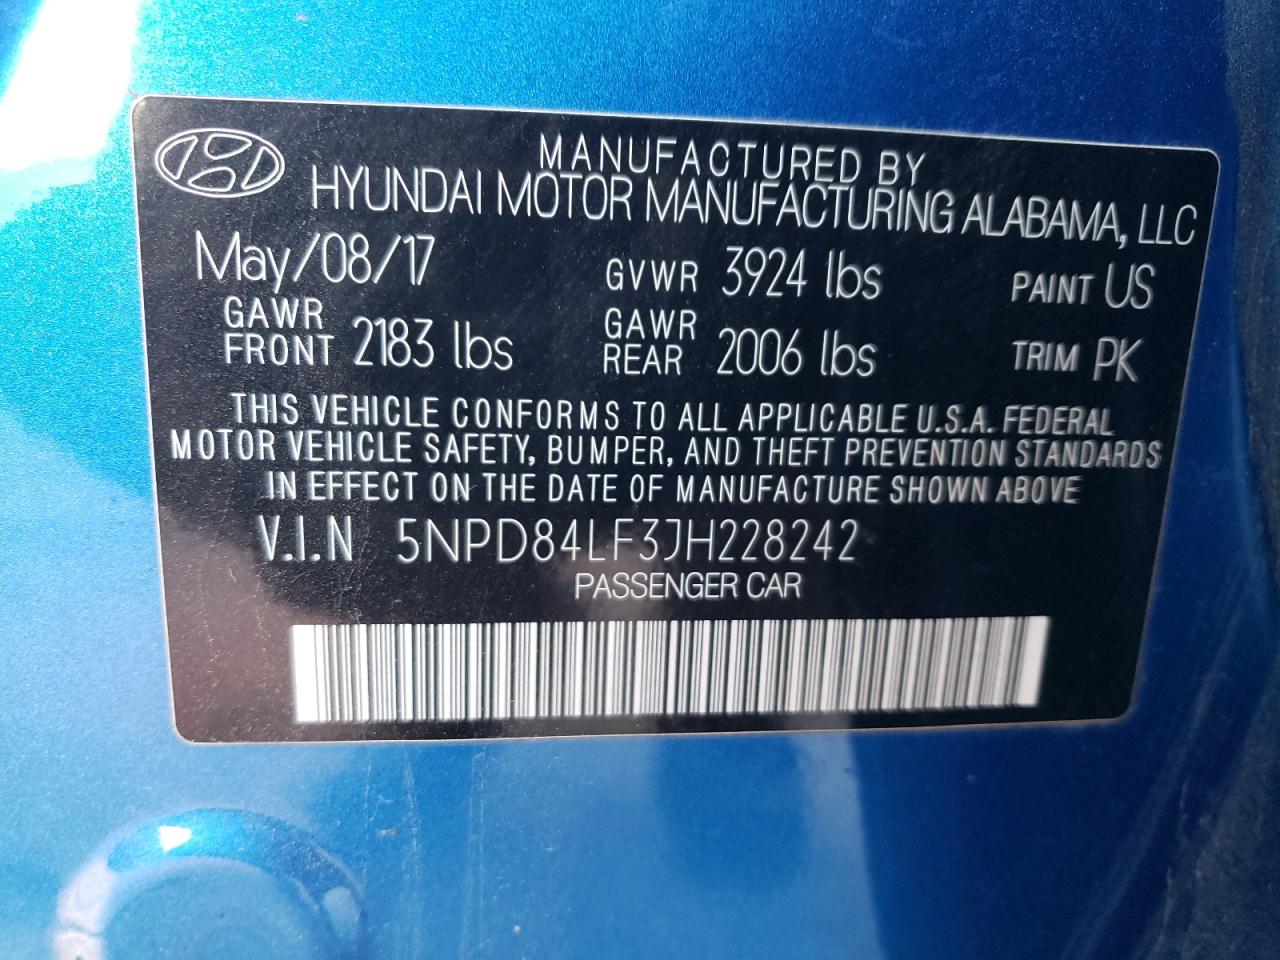 MANUFACTURED BY
HYUNDAI MOTOR MANUFACTURING ALABAMA, LLC
May/08/17 GVWR 3924 lbs PAINT US
GAWR FRONT 2183 lbs GAWR REAR 2006 lbs TRIM PK
THIS VEHICLE CONFORMS TO ALL APPLICABLE U.S.A. FEDERAL
MOTOR VEHICLE SAFETY, BUMPER, AND THEFT PREVENTION STANDARDS
IN EFFECT ON THE DATE OF MANUFACTURE SHOWN ABOVE
V.I.N 5NPD84LF3JH228242
PASSENGER CAR